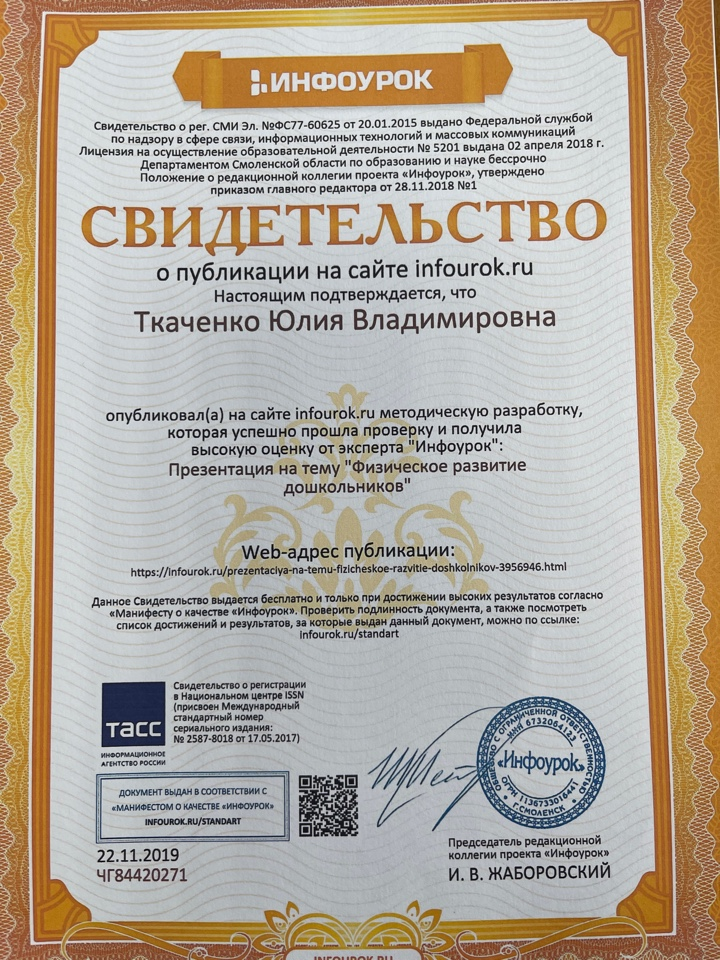 ИНФОУРОК
Свидетельство о рег. СМИ Эл. №ФС77-60625 от 20.01.2015 выдано Федеральной службой
по надзору в сфере связи, информационных технологий и массовых коммуникаций
Лицензия на осуществление образовательной деятельности № 5201 выдана 02 апреля 2018 г.
Департаментом Смоленской области по образованию и науке бессрочно
Положение о редакционной коллегии проекта «Инфоурок», утверждено
приказом главного редактора от 28.11.2018 №1
СВИДЕТЕЛЬСТВО
о публикации на сайте infourok.ru
Настоящим подтверждается, что
Ткаченко Юлия Владимировна
опубликовал(а) на сайте infourok.ru методическую разработку,
которая успешно прошла проверку и получила
высокую оценку от эксперта "Инфоурок":
Презентация на тему "Физическое развитие
дошкольников"
Web-адрес публикации:
https://infourok.ru/prezentaciya-na-temu-fizicheskoe-razvitie-doshkolnikov-3956946.html
Данное Свидетельство выдается бесплатно и только при достижении высоких результатов согласно
«Манифесту о качестве «Инфоурок». Проверить подлинность документа, а также посмотреть
список достижений и результатов, за которые выдан данный документ, можно по ссылке:
infourok.ru/standart
ТАСС
ИНФОРМАЦИОННОЕ
АГЕНТСТВО РОССИИ
Свидетельство о регистрации
в Национальном центре ISSN
(присвоен Международный
стандартный номер
сериального издания:
№ 2587-8018 от 17.05.2017)
ДОКУМЕНТ ВЫДАН В СООТВЕТСТВИИ С
«МАНИФЕСТОМ О КАЧЕСТВЕ «ИНФОУРОК»
INFOUROK.RU/STANDART
22.11.2019
ЧГ84420271
ОБЩЕСТВО С ОГРАНИЧЕННОЙ ОТВЕТСТВЕННОСТЬЮ
«Инфоурок»
Г.СМОЛЕНСК
Председатель редакционной
коллегии проекта «Инфоурок»
И. В. ЖАБОРОВСКИЙ
INFOUROK.RU